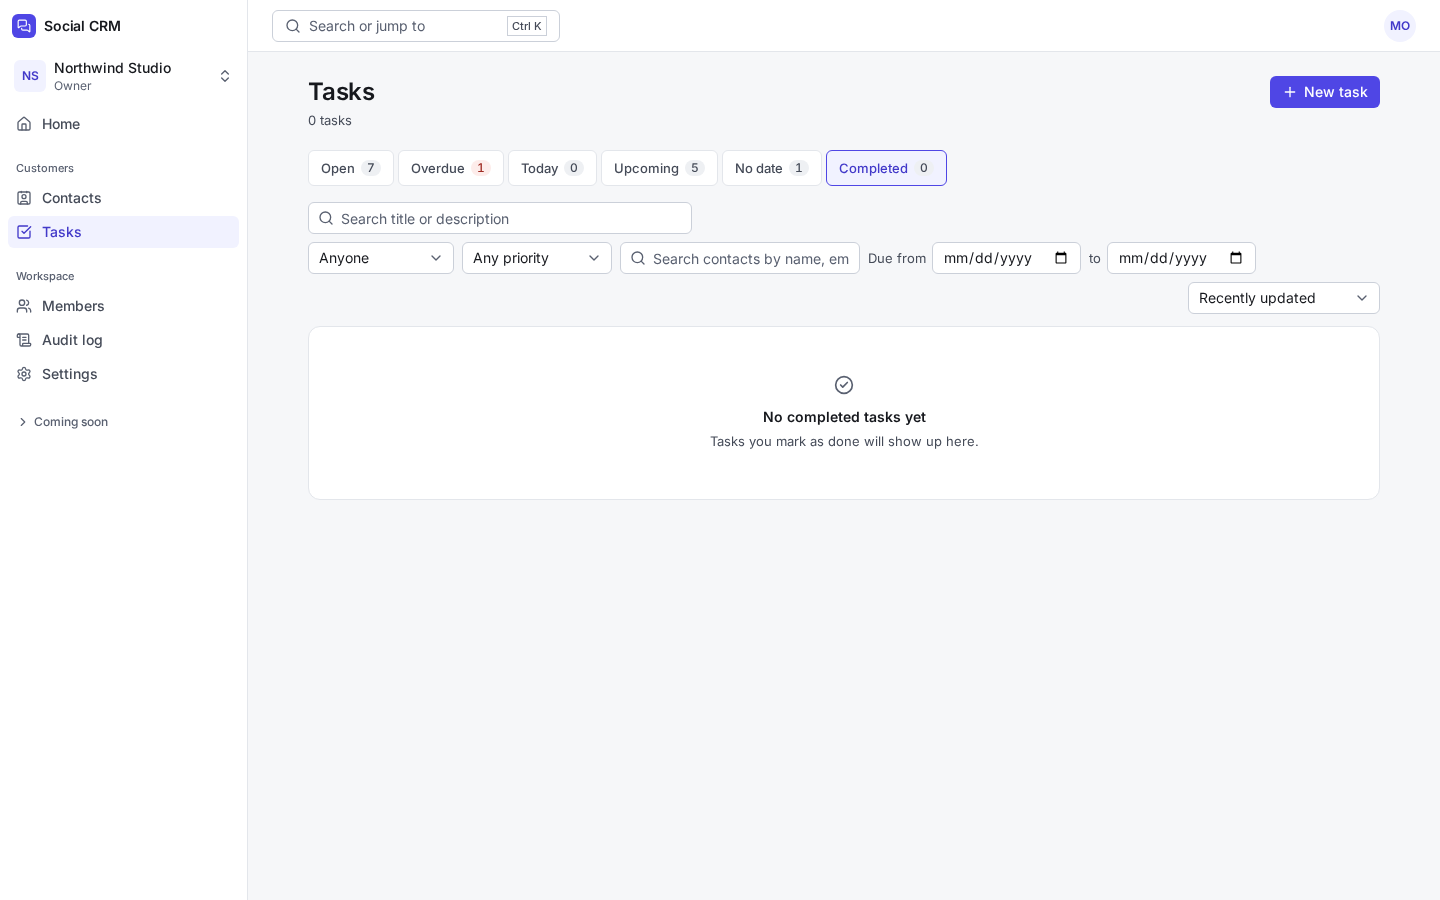 Social CRM
Search or jump to
Ctrl K
MO
NS
Northwind Studio
Owner
Home
Customers
Contacts
Tasks
Workspace
Members
Audit log
Settings
Coming soon
Tasks
New task
0 tasks
Open 7
Overdue 1
Today 0
Upcoming 5
No date 1
Completed 0
Search title or description
Anyone
Any priority
Search contacts by name, em
Due from
mm/dd/yyyy
to
mm/dd/yyyy
Recently updated
No completed tasks yet
Tasks you mark as done will show up here.